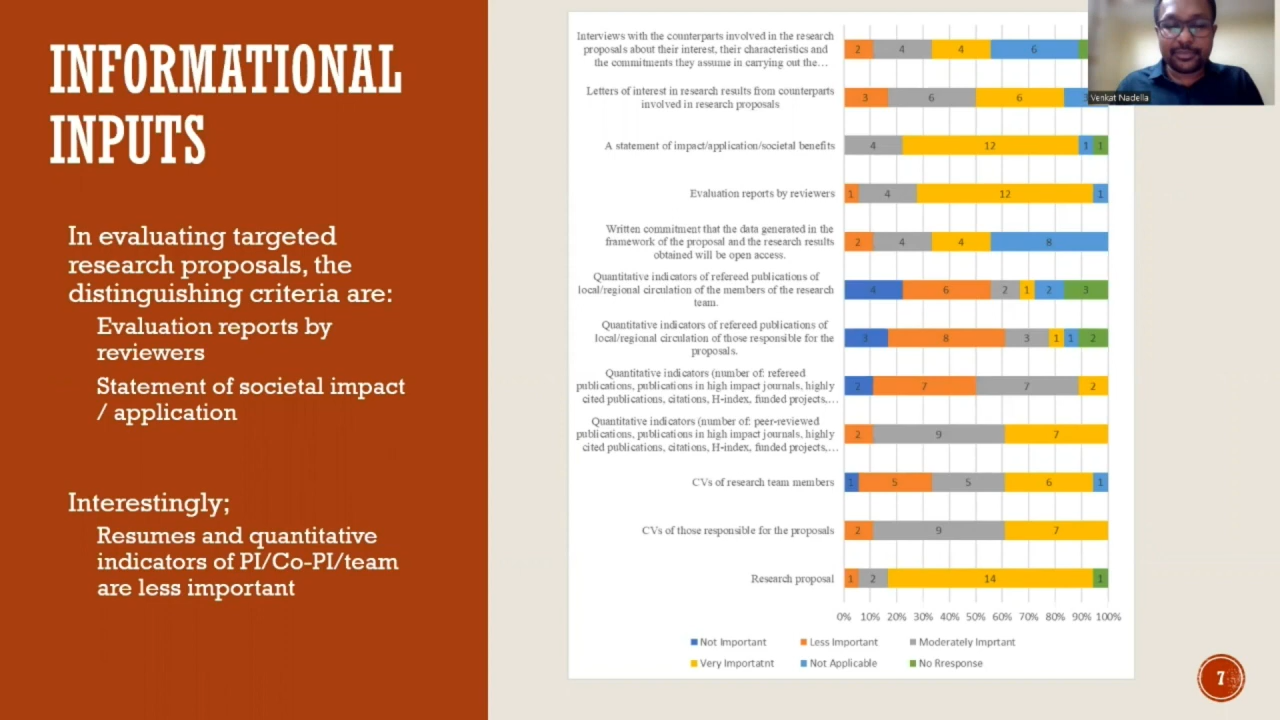 INFORMATIONAL
INPUTS
In evaluating targeted
research proposals, the
distinguishing criteria are:
Evaluation reports by
reviewers
Statement of societal impact
/ application
Interestingly;
Resumes and quantitative
indicators of PI/Co-PI/team
are less important
Interviews with the counterparts involved in the research
proposals about their interest, their characteristics and
the commitments they assume in carrying out the…
2 4 4 6
Letters of interest in research results from counterparts
involved in research proposals
3 6 6
A statement of impact/application/societal benefits
4 12 1 1
Evaluation reports by reviewers
1 4 12 1
Written commitment that the data generated in the
framework of the proposal and the research results
obtained will be open access.
2 4 4 8
Quantitative indicators of refereed publications of
local/regional circulation of the members of the research
team.
4 6 2 1 2 3
Quantitative indicators of refereed publications of
local/regional circulation of those responsible for the
proposals.
3 8 3 1 1 2
Quantitative indicators (number of: refereed
publications, publications in high impact journals, highly
cited publications, citations, H-index, funded projects,…
2 7 7 2
Quantitative indicators (number of: peer-reviewed
publications, publications in high impact journals, highly
cited publications, citations, H-index, funded projects,…
2 9 7
CVs of research team members
1 5 5 6 1
CVs of those responsible for the proposals
2 9 7
Research proposal
1 2 14 1
0% 10% 20% 30% 40% 50% 60% 70% 80% 90% 100%
Not Important Less Important Moderately Imprtant
Very Importatnt Not Applicable No Rresponse
Venkat Nadella
7